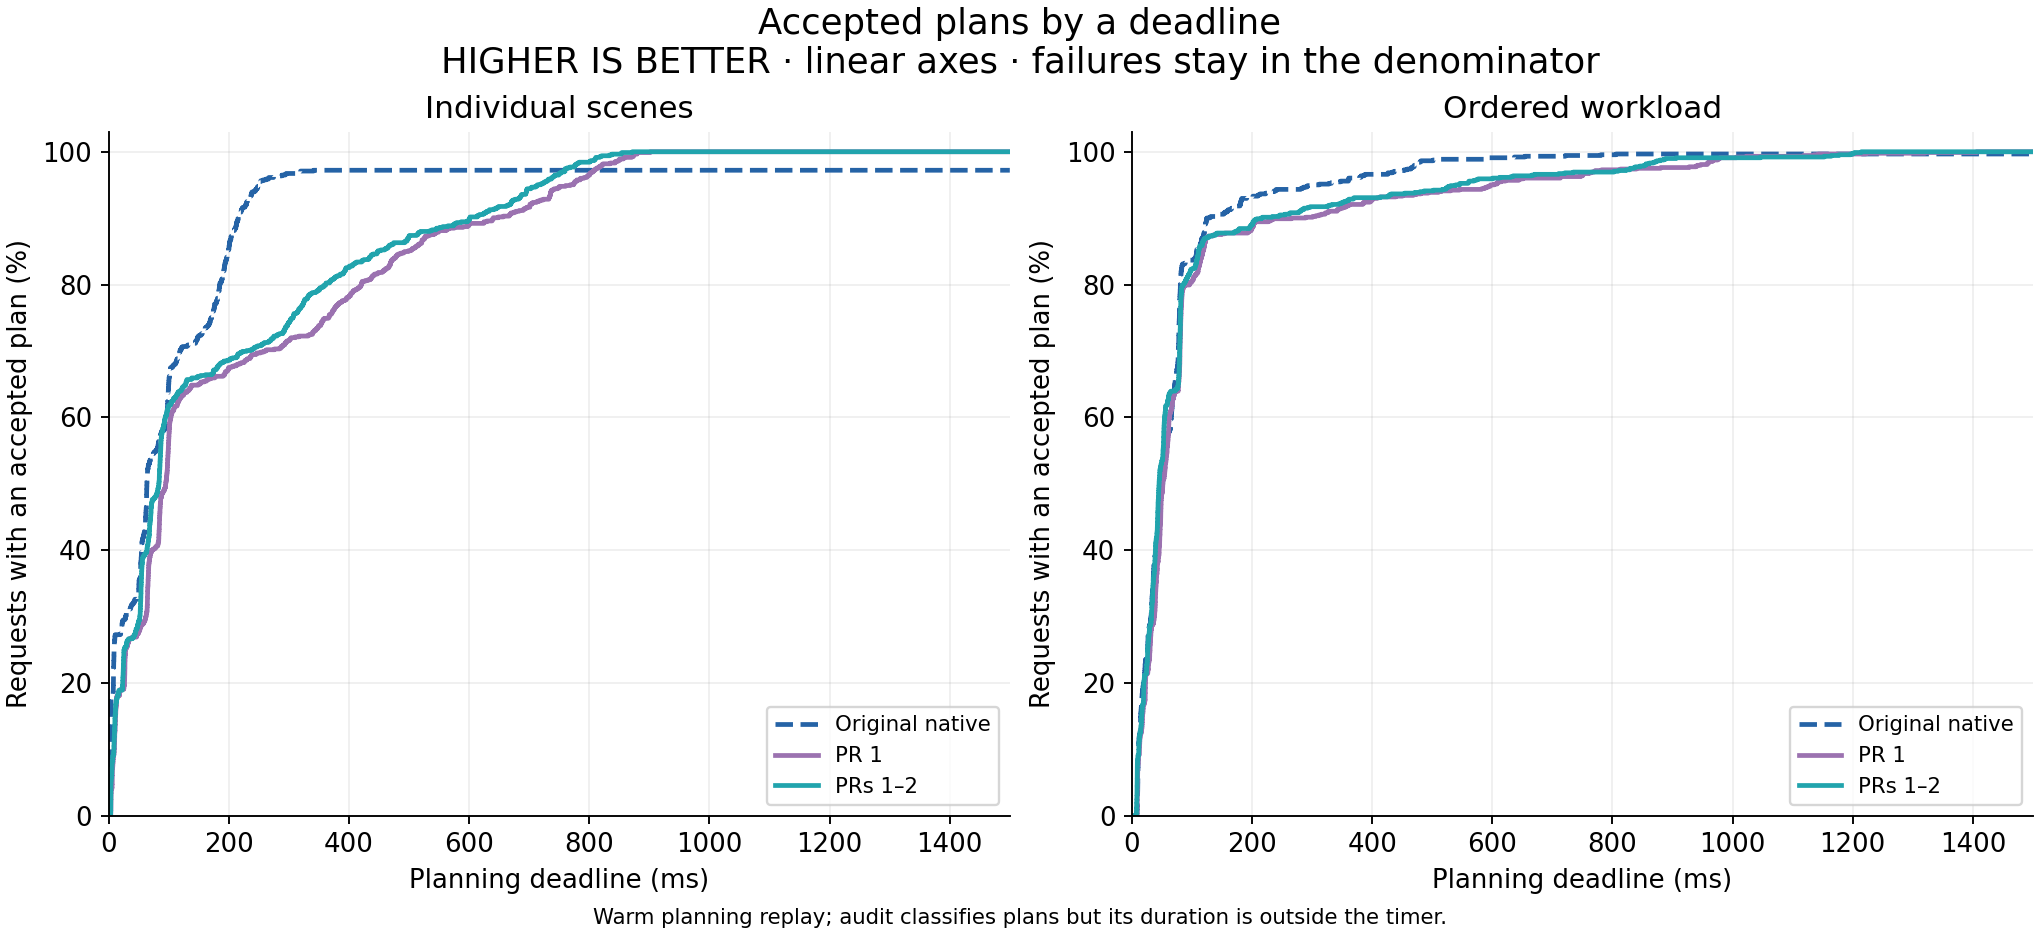 Accepted plans by a deadline
HIGHER IS BETTER · linear axes · failures stay in the denominator
Individual scenes
Requests with an accepted plan (%)
100
80
60
40
20
0
0 200 400 600 800 1000 1200 1400
Planning deadline (ms)
Original native
PR 1
PRs 1–2
Ordered workload
Requests with an accepted plan (%)
100
80
60
40
20
0
0 200 400 600 800 1000 1200 1400
Planning deadline (ms)
Original native
PR 1
PRs 1–2
Warm planning replay; audit classifies plans but its duration is outside the timer.